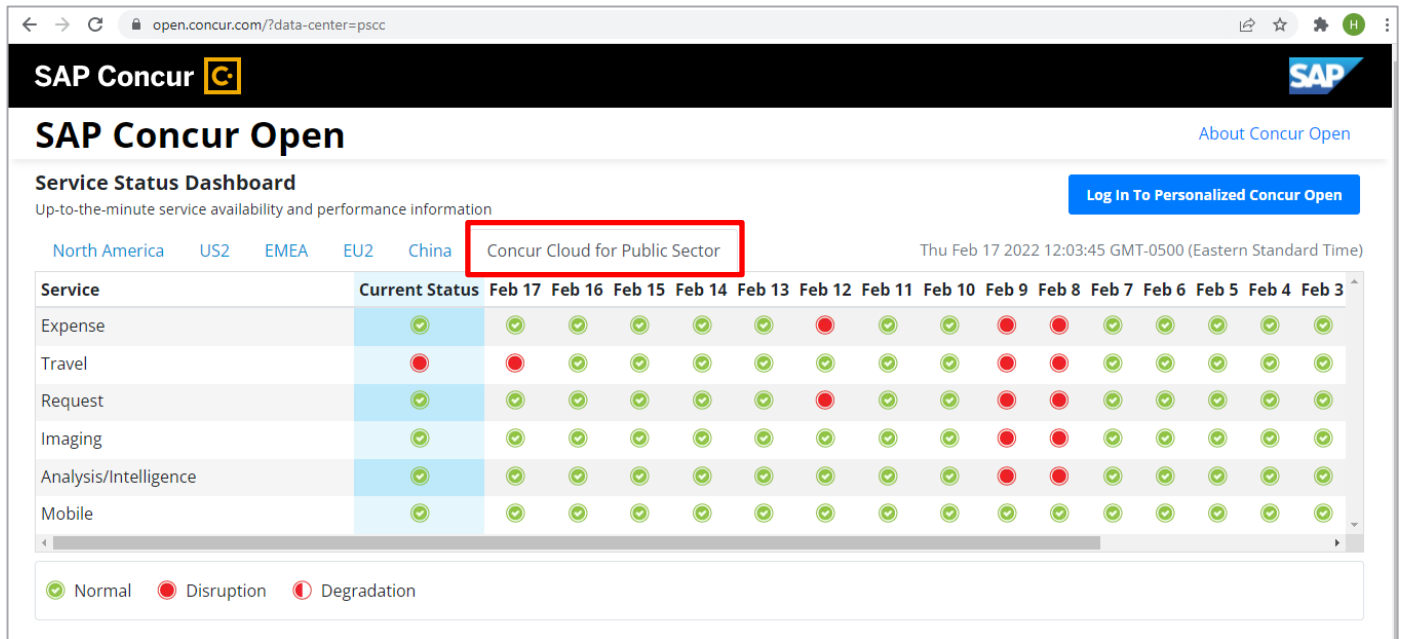 open.concur.com/?data-center=pscc
H
SAP Concur C
SAP
SAP Concur Open
About Concur Open
Service Status Dashboard
Up-to-the-minute service availability and performance information
Log In To Personalized Concur Open
North America US2 EMEA EU2 China Concur Cloud for Public Sector
Thu Feb 17 2022 12:03:45 GMT-0500 (Eastern Standard Time)
Service Current Status Feb 17 Feb 16 Feb 15 Feb 14 Feb 13 Feb 12 Feb 11 Feb 10 Feb 9 Feb 8 Feb 7 Feb 6 Feb 5 Feb 4 Feb 3
Expense
Travel
Request
Imaging
Analysis/Intelligence
Mobile
Normal Disruption Degradation